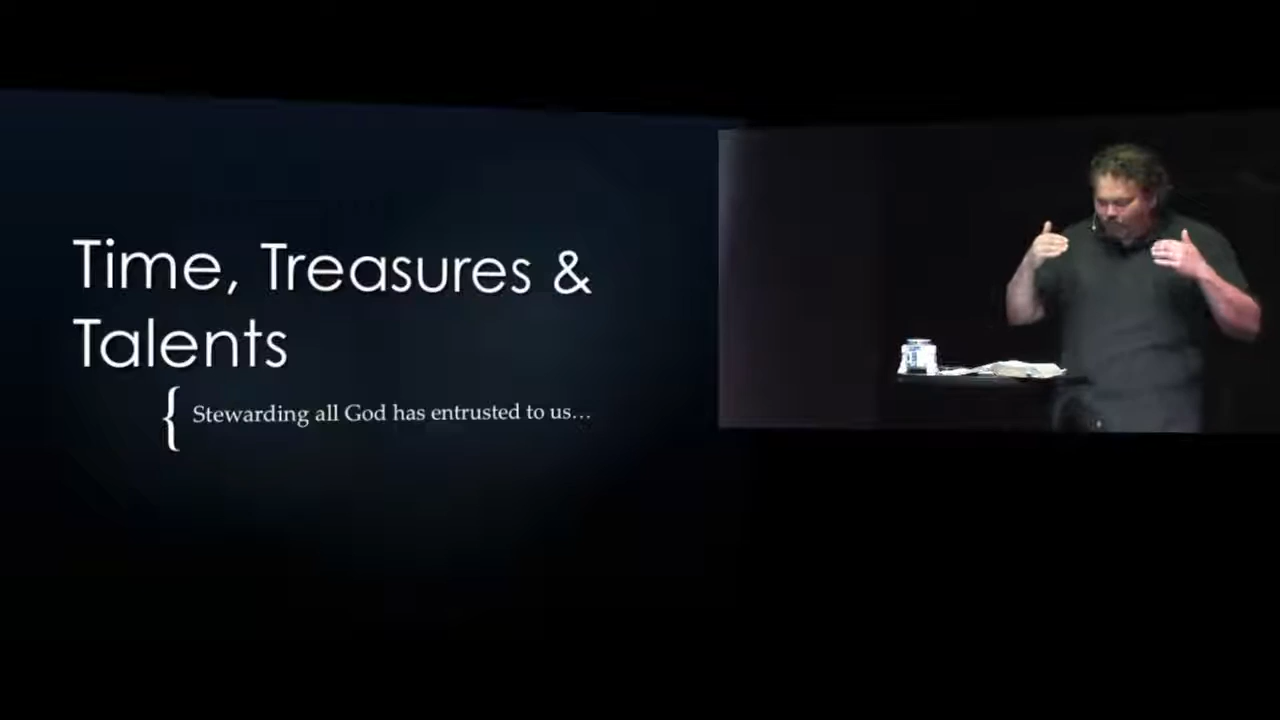 Time, Treasures &
Talents
{ Stewarding all God has entrusted to us…